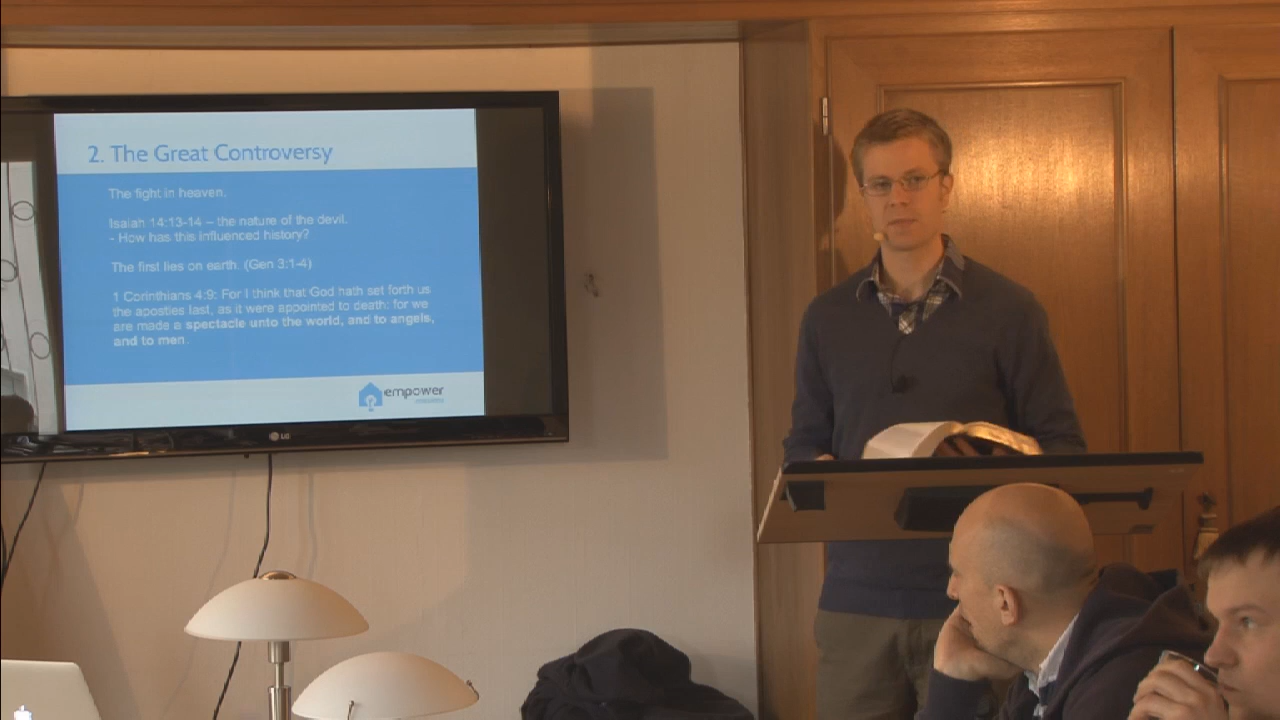 2. The Great Controversy
The fight in heaven.
Isaiah 14:13-14 – the nature of the devil.
- How has this influenced history?
The first lies on earth. (Gen 3:1-4)
1 Corinthians 4:9: For I think that God hath set forth us
the apostles last, as it were appointed to death: for we
are made a spectacle unto the world, and to angels,
and to men.
empower
LG